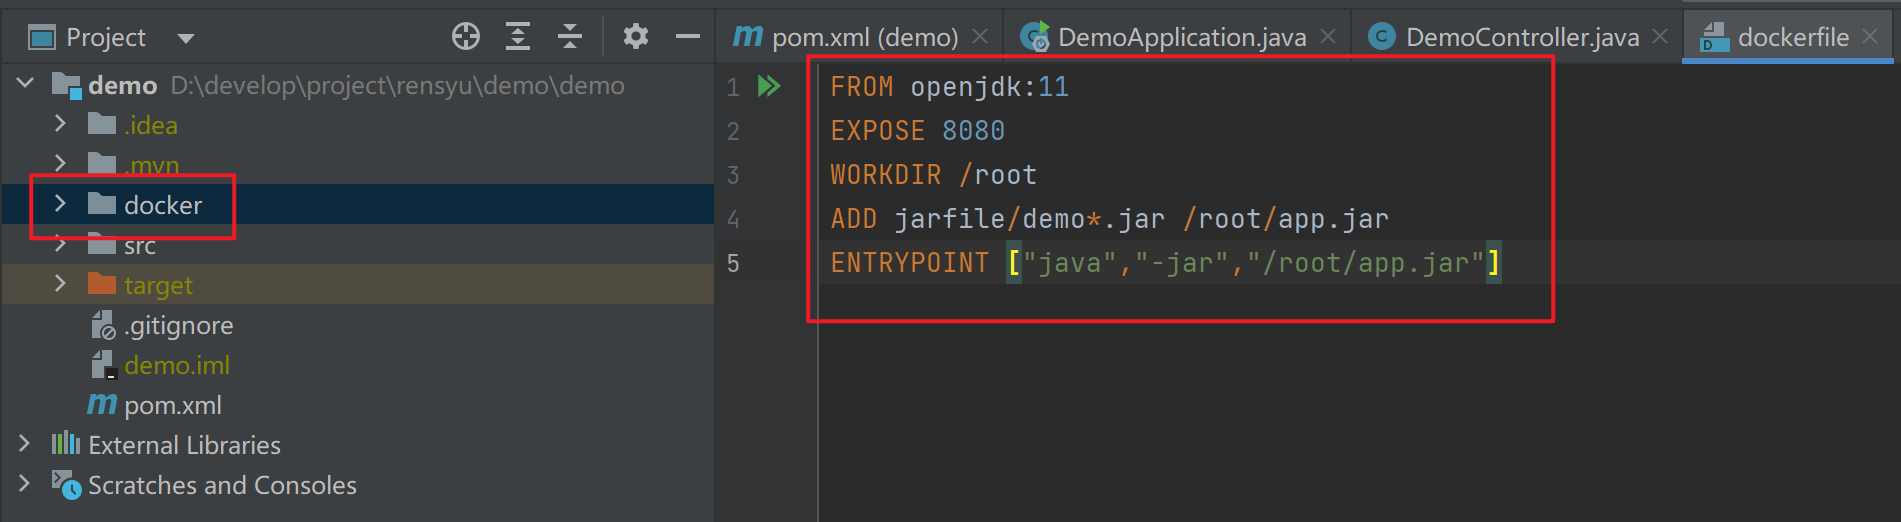 Project
pom.xml (demo)
DemoApplication.java
DemoController.java
dockerfile
demo D:\develop\project\rensyu\demo\demo
.idea
.mvn
docker
src
target
.gitignore
demo.iml
pom.xml
External Libraries
Scratches and Consoles
1 FROM openjdk:11
2 EXPOSE 8080
3 WORKDIR /root
4 ADD jarfile/demo*.jar /root/app.jar
5 ENTRYPOINT ["java","-jar","/root/app.jar"]